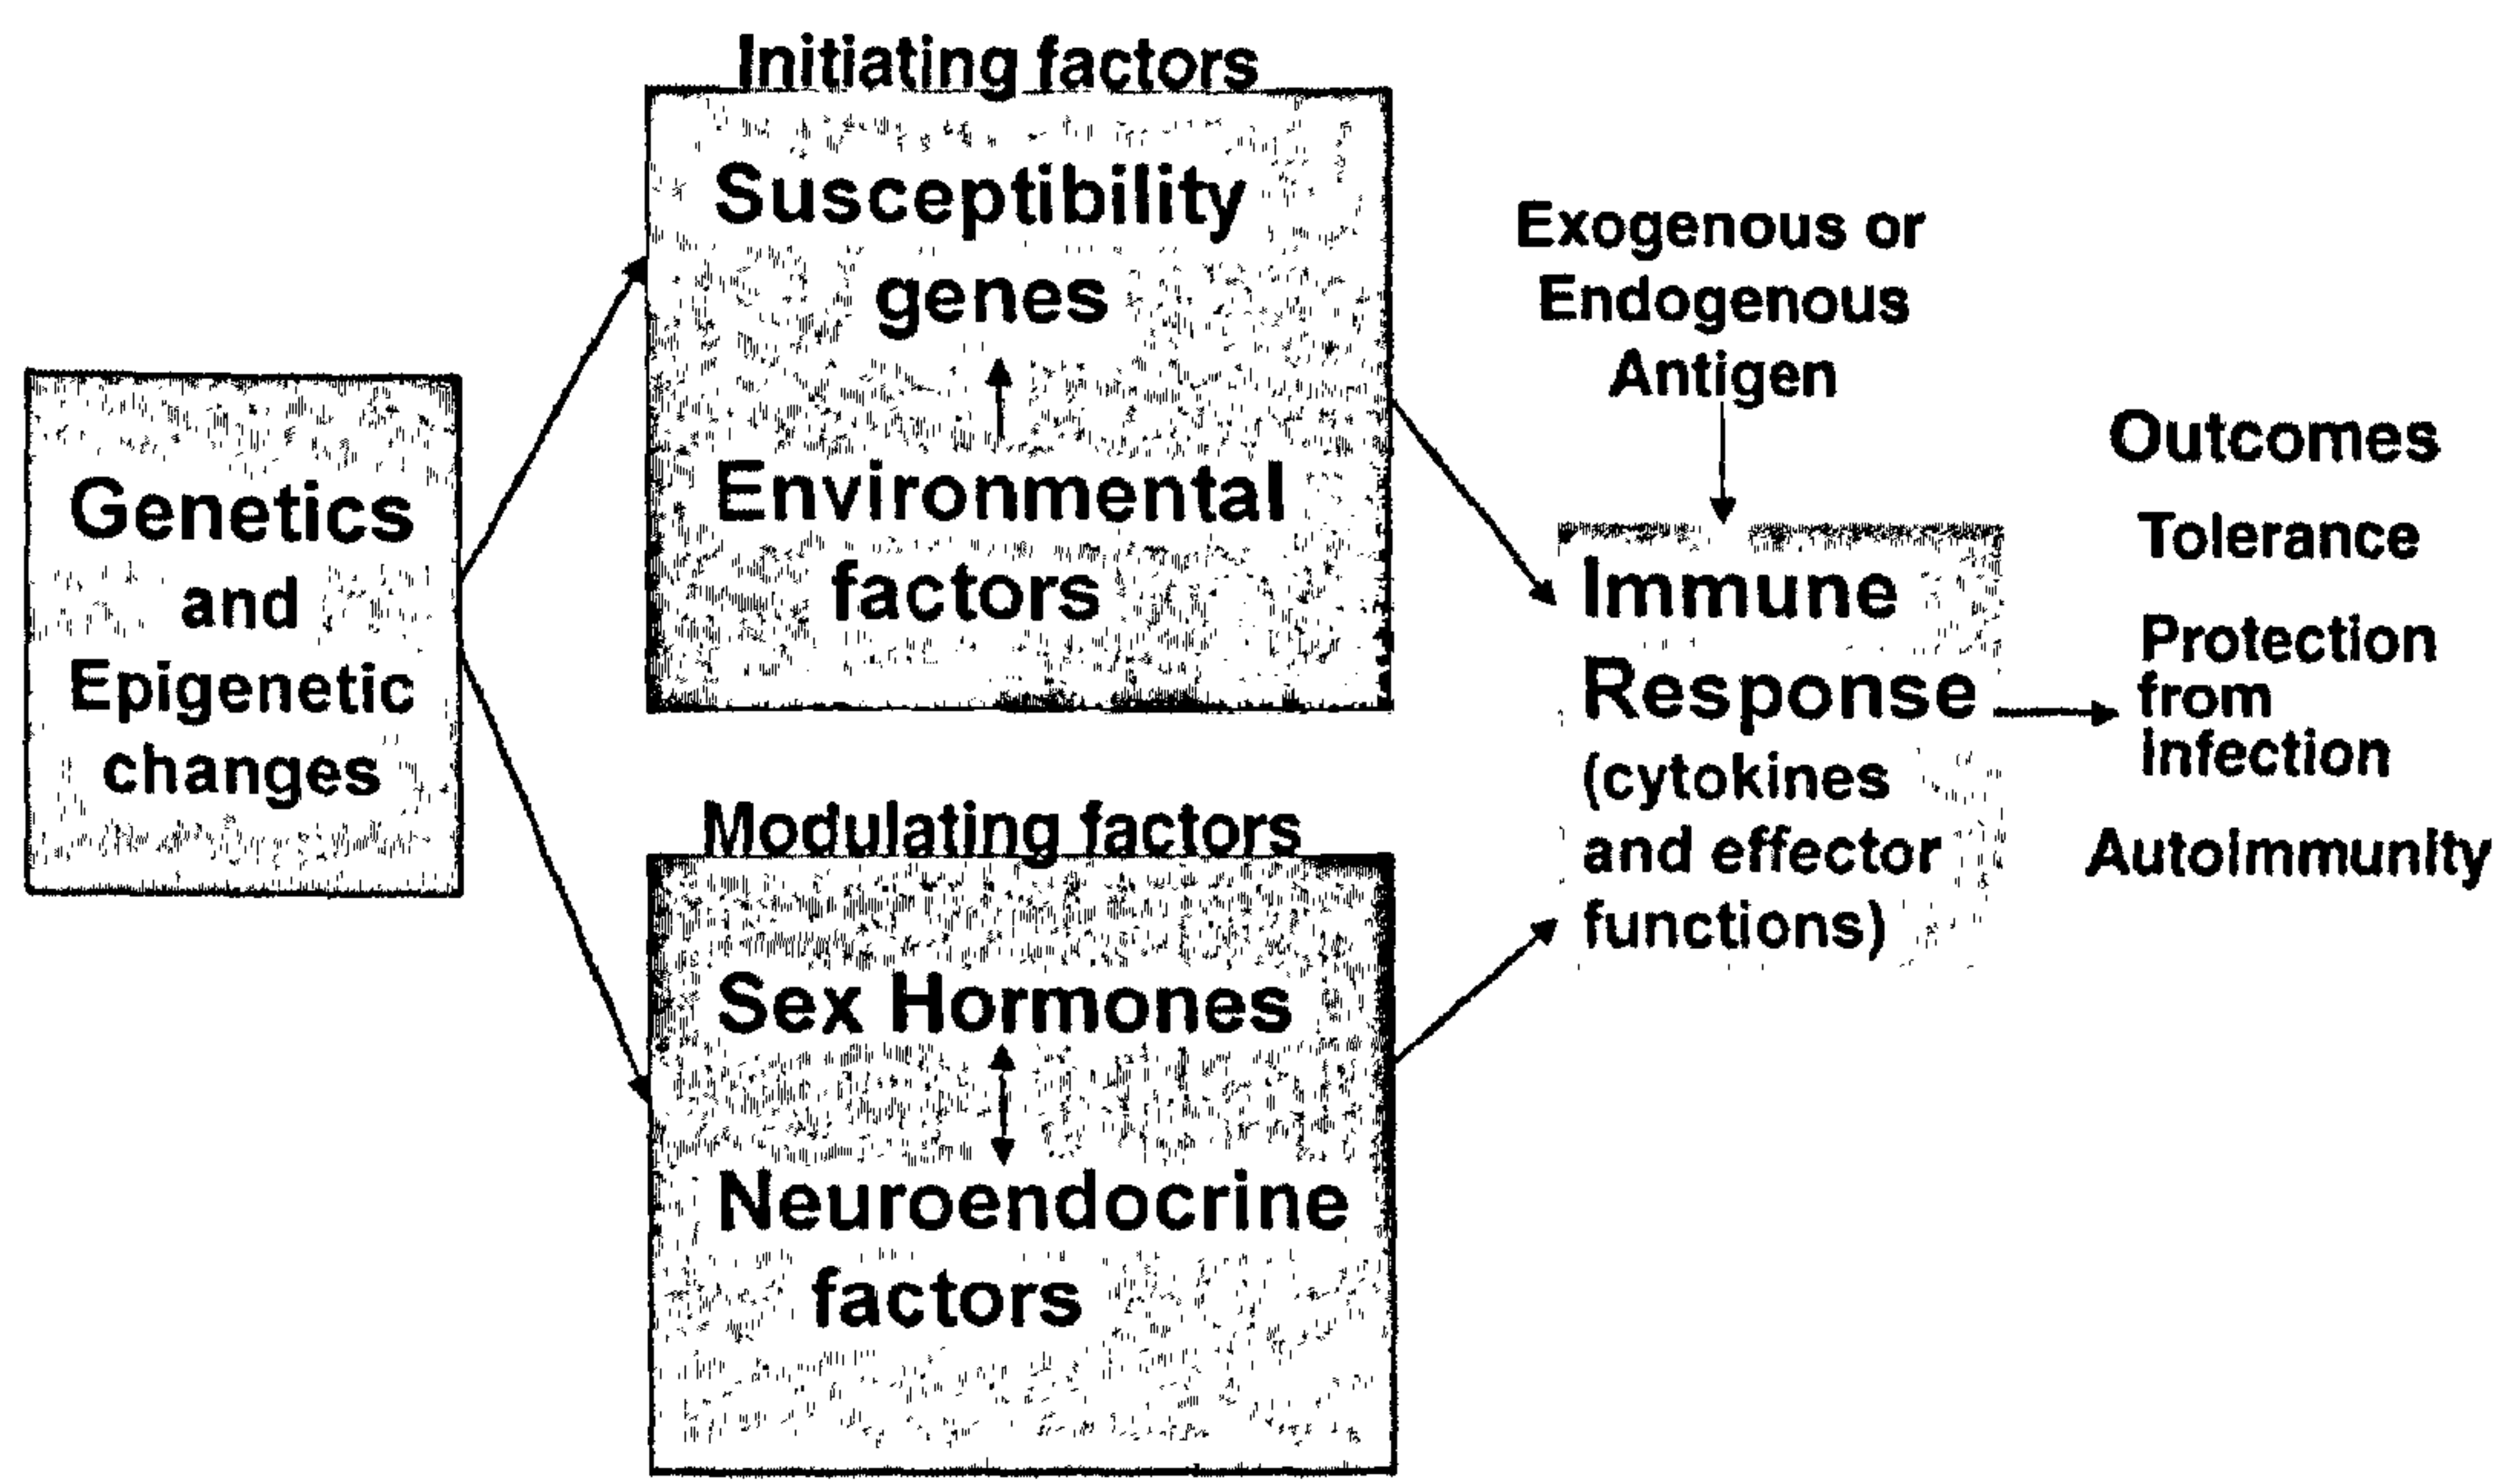 Initiating factors
Susceptibility
genes
Environmental
factors
Genetics
and
Epigenetic
changes
Modulating factors
Sex Hormones
Neuroendocrine
factors
Exogenous or
Endogenous
Antigen
Immune
Response
(cytokines
and effector
functions)
Outcomes
Tolerance
Protection
from
Infection
Autoimmunity